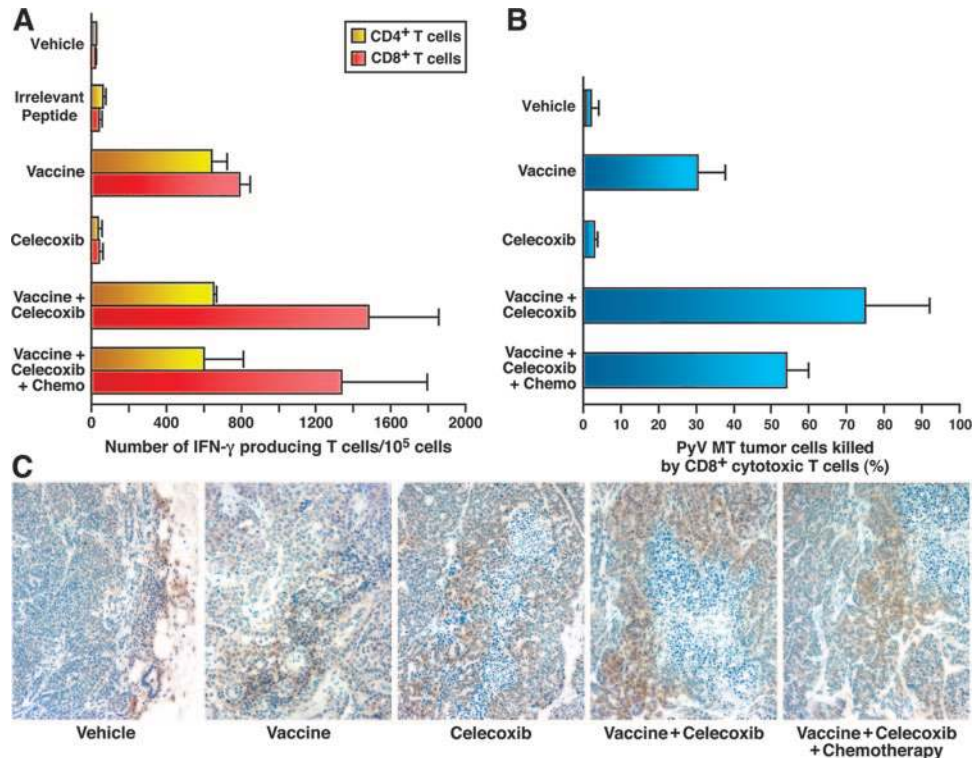 A
CD4+ T cells
CD8+ T cells
Vehicle
Irrelevant
Peptide
Vaccine
Celecoxib
Vaccine +
Celecoxib
Vaccine +
Celecoxib
+ Chemo
0
400
800
1200
1600
2000
Number of IFN-γ producing T cells/10⁵ cells
B
Vehicle
Vaccine
Celecoxib
Vaccine +
Celecoxib
Vaccine +
Celecoxib
+ Chemo
0 10 20 30 40 50 60 70 80 90 100
PyV MT tumor cells killed
by CD8+ cytotoxic T cells (%)
C
Vehicle
Vaccine
Celecoxib
Vaccine + Celecoxib
Vaccine + Celecoxib
+ Chemotherapy